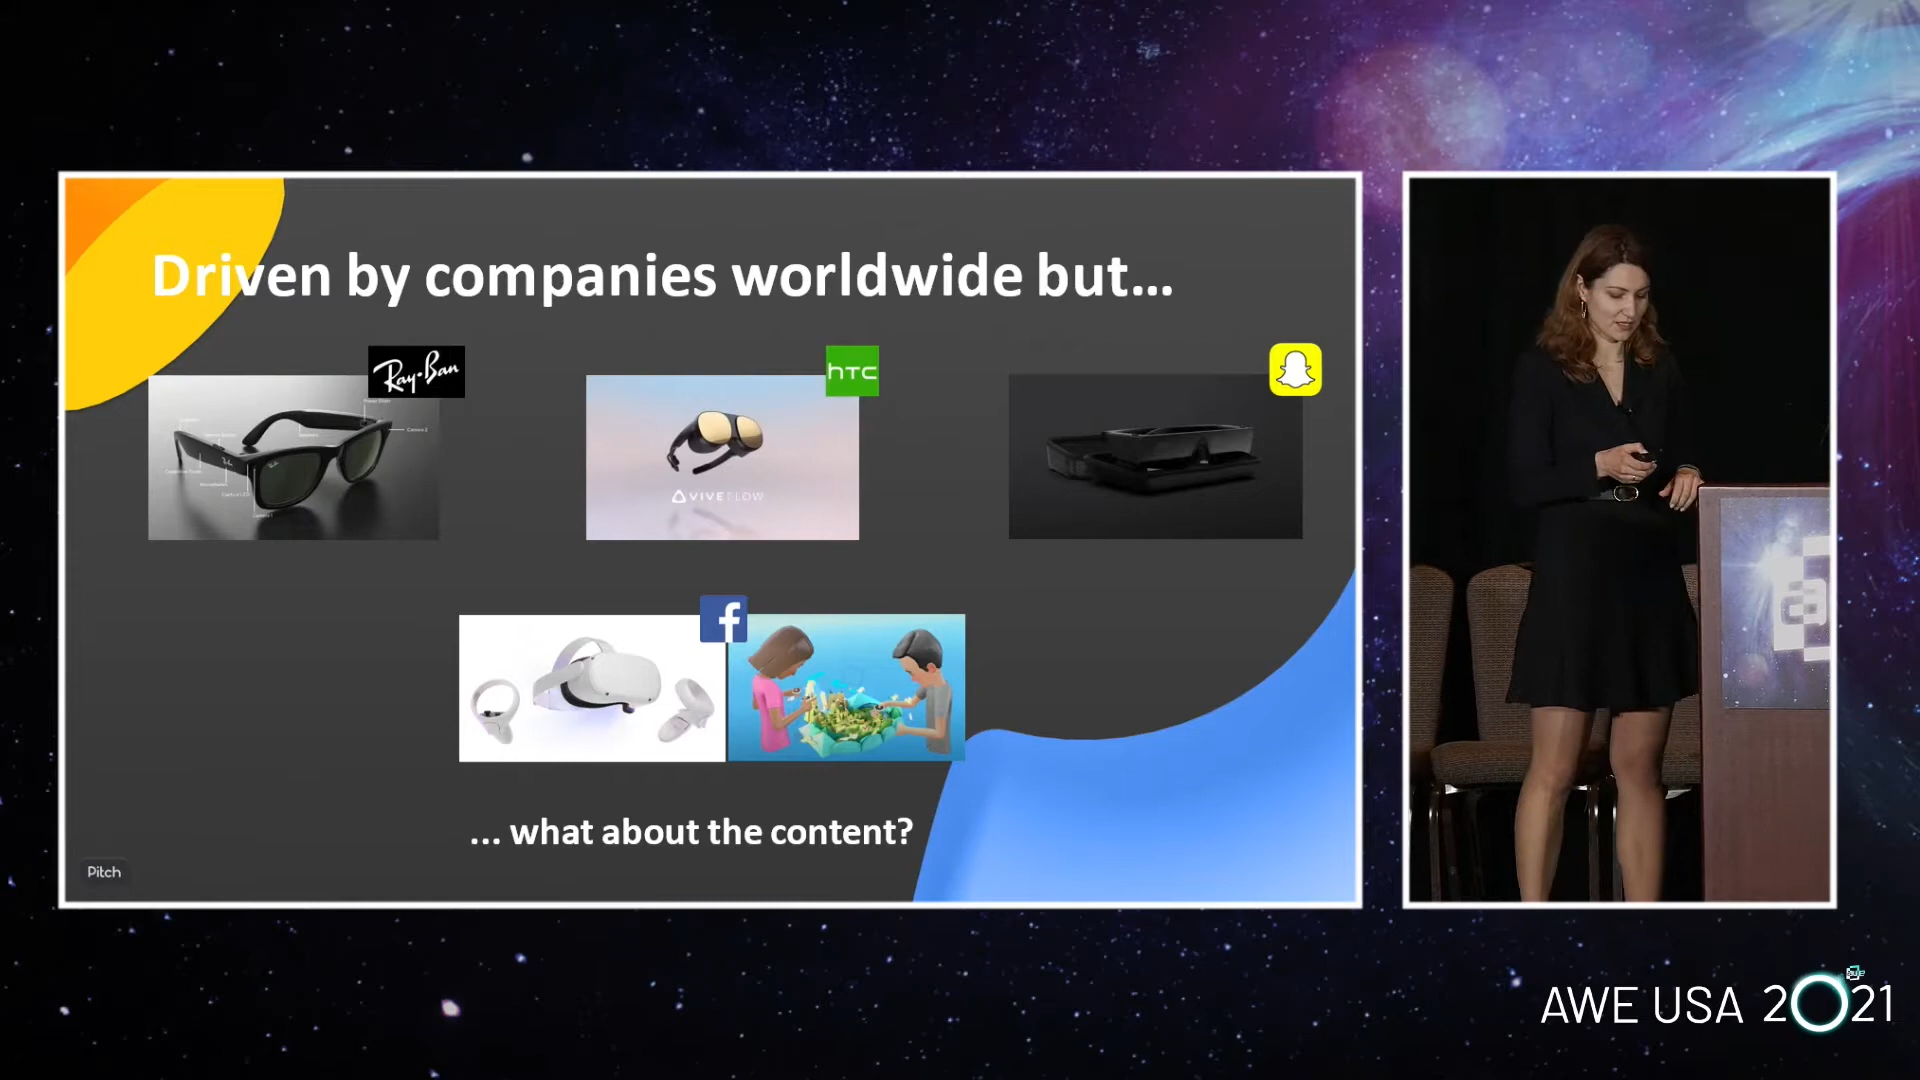 Driven by companies worldwide but...
Ray-Ban
hTC
VIVE FLOW
... what about the content?
Pitch
AWE USA 2021